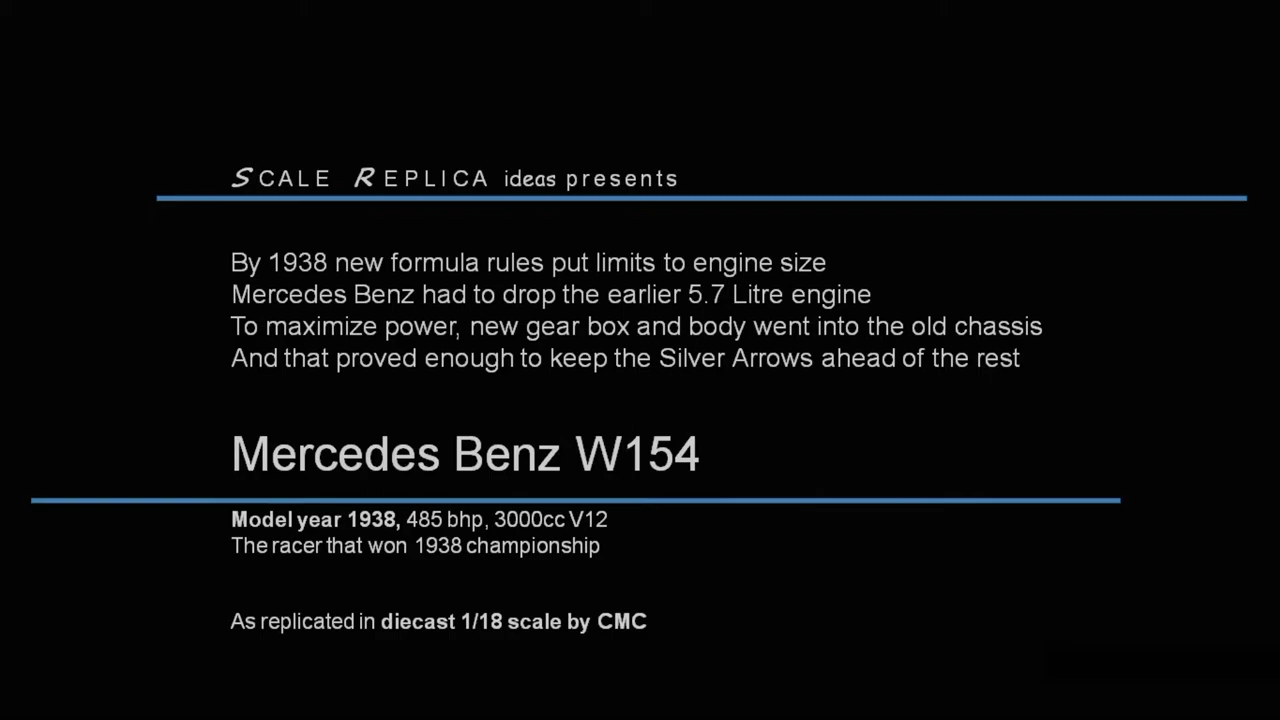 SCALE REPLICA ideas presents
By 1938 new formula rules put limits to engine size
Mercedes Benz had to drop the earlier 5.7 Litre engine
To maximize power, new gear box and body went into the old chassis
And that proved enough to keep the Silver Arrows ahead of the rest
Mercedes Benz W154
Model year 1938, 485 bhp, 3000cc V12
The racer that won 1938 championship
As replicated in diecast 1/18 scale by CMC